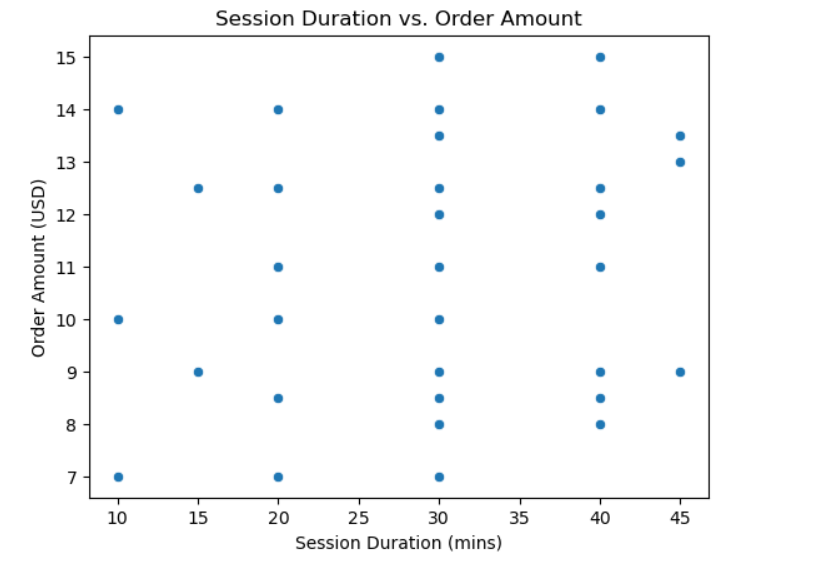 Session Duration vs. Order Amount
Order Amount (USD)
15
14
13
12
11
10
9
8
7
10 15 20 25 30 35 40 45
Session Duration (mins)